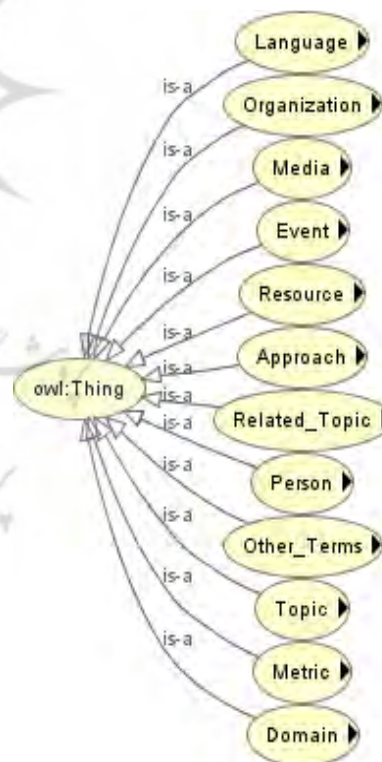 Language
is-a
Organization
is-a
Media
is-a
Event
is-a
Resource
is-a
Approach
is-a
owl:Thing
is-a
Related_Topic
is-a
Person
is-a
Other_Terms
is-a
Topic
is-a
Metric
is-a
Domain